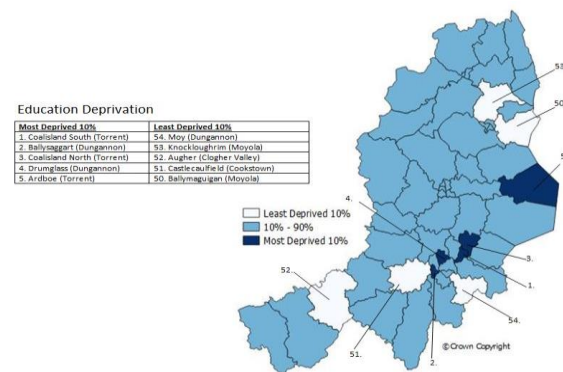 Education Deprivation
Most Deprived 10% Least Deprived 10%
1. Coalisland South (Torrent) 54. Moy (Dungannon)
2. Ballysaggart (Dungannon) 53. Knockloughrim (Moyola)
3. Coalisland North (Torrent) 52. Augher (Clogher Valley)
4. Drumglass (Dungannon) 51. Castlecaulfield (Cookstown)
5. Ardboe (Torrent) 50. Ballymaguigan (Moyola)
53.
50.
5.
4.
Least Deprived 10%
10% - 90%
Most Deprived 10%
3.
52.
1.
54.
©Crown Copyright
51.
2.